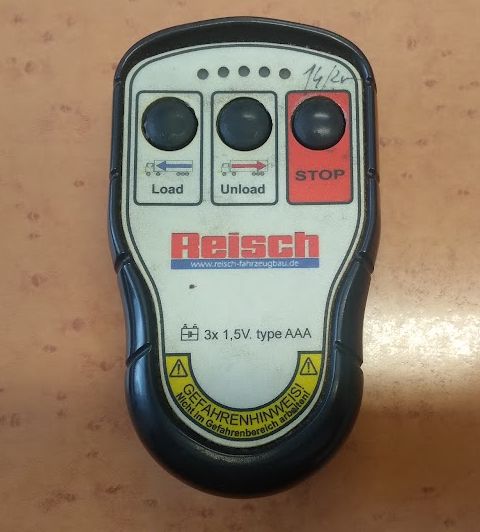 Load
Unload
STOP
Reisch
www.reisch-fahrzeugbau.de
3x 1,5V. type AAA
GEFAHRENHINWEIS!
Nicht im Gefahrenbereich arbeiten!